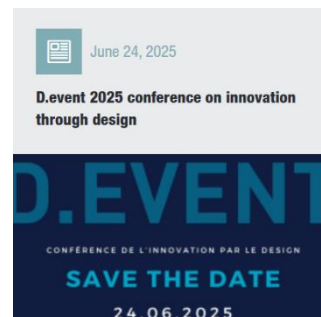 June 24, 2025
D.event 2025 conference on innovation
through design
D.EVENT
CONFÉRENCE DE L'INNOVATION PAR LE DESIGN
SAVE THE DATE
24.06.2025